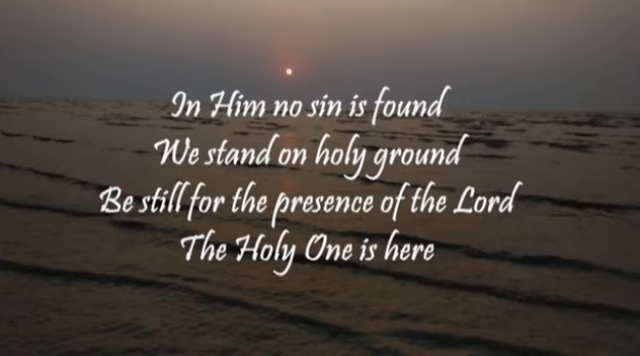 In Him no sin is found
We stand on holy ground
Be still for the presence of the Lord
The Holy One is here